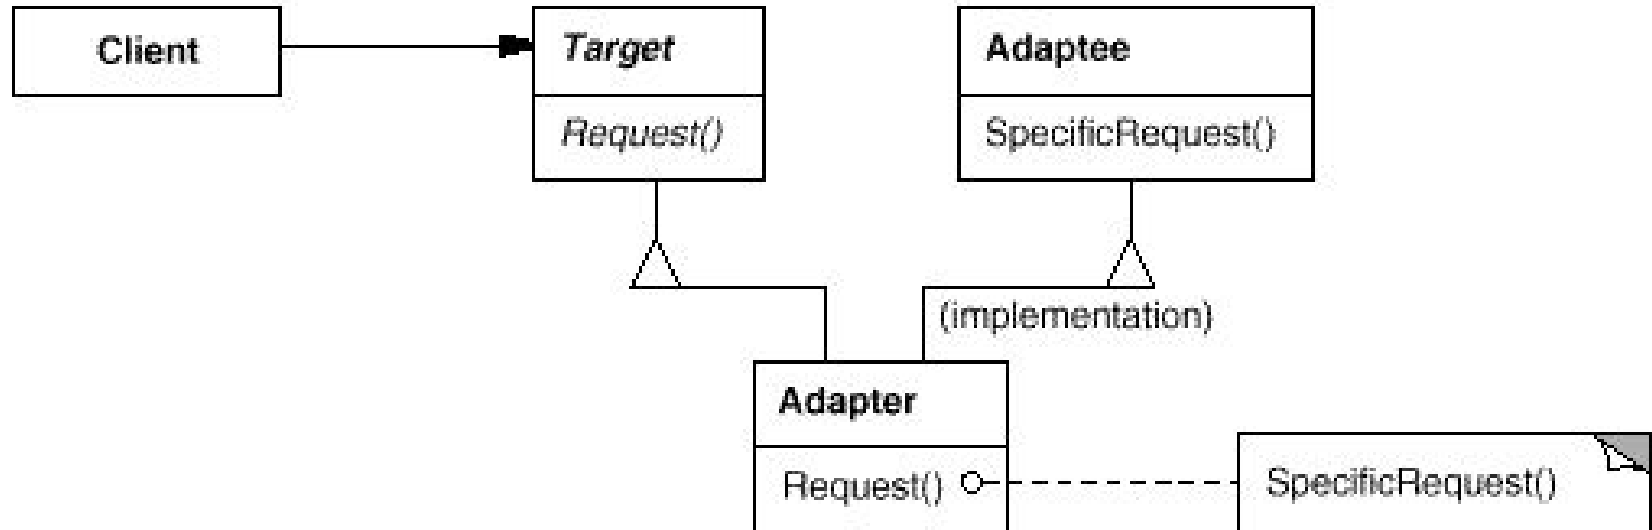 Client
Target
Request()
Adaptee
SpecificRequest()
(implementation)
Adapter
Request()
SpecificRequest()